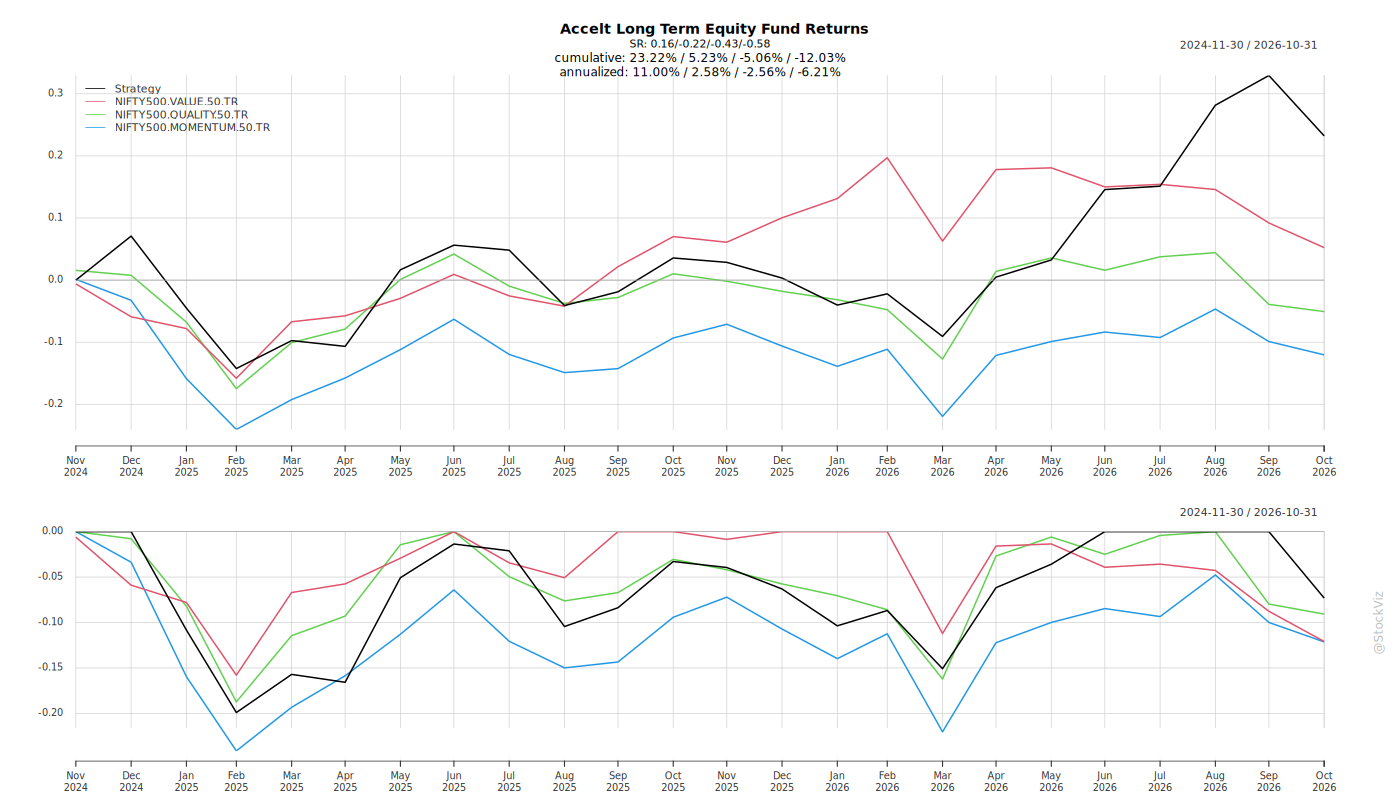 Accelt Long Term Equity Fund Returns
SR: 0.16/-0.22/-0.43/-0.58
cumulative: 23.22% / 5.23% / -5.06% / -12.03%
annualized: 11.00% / 2.58% / -2.56% / -6.21%
2024-11-30 / 2026-10-31
Strategy
NIFTY500.VALUE.50.TR
NIFTY500.QUALITY.50.TR
NIFTY500.MOMENTUM.50.TR
0.3
0.2
0.1
0.0
-0.1
-0.2
Nov Dec Jan Feb Mar Apr May Jun Jul Aug Sep Oct Nov Dec Jan Feb Mar Apr May Jun Jul Aug Sep Oct
2024 2024 2025 2025 2025 2025 2025 2025 2025 2025 2025 2025 2025 2025 2026 2026 2026 2026 2026 2026 2026 2026 2026 2026
2024-11-30 / 2026-10-31
0.00
-0.05
-0.10
-0.15
-0.20
Nov Dec Jan Feb Mar Apr May Jun Jul Aug Sep Oct Nov Dec Jan Feb Mar Apr May Jun Jul Aug Sep Oct
2024 2024 2025 2025 2025 2025 2025 2025 2025 2025 2025 2025 2025 2025 2026 2026 2026 2026 2026 2026 2026 2026 2026 2026
@StockViz